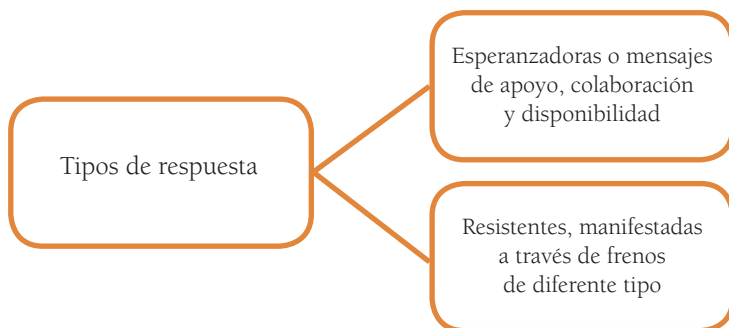 Tipos de respuesta
Esperanzadoras o mensajes
de apoyo, colaboración
y disponibilidad
Resistentes, manifestadas
a través de frenos
de diferente tipo